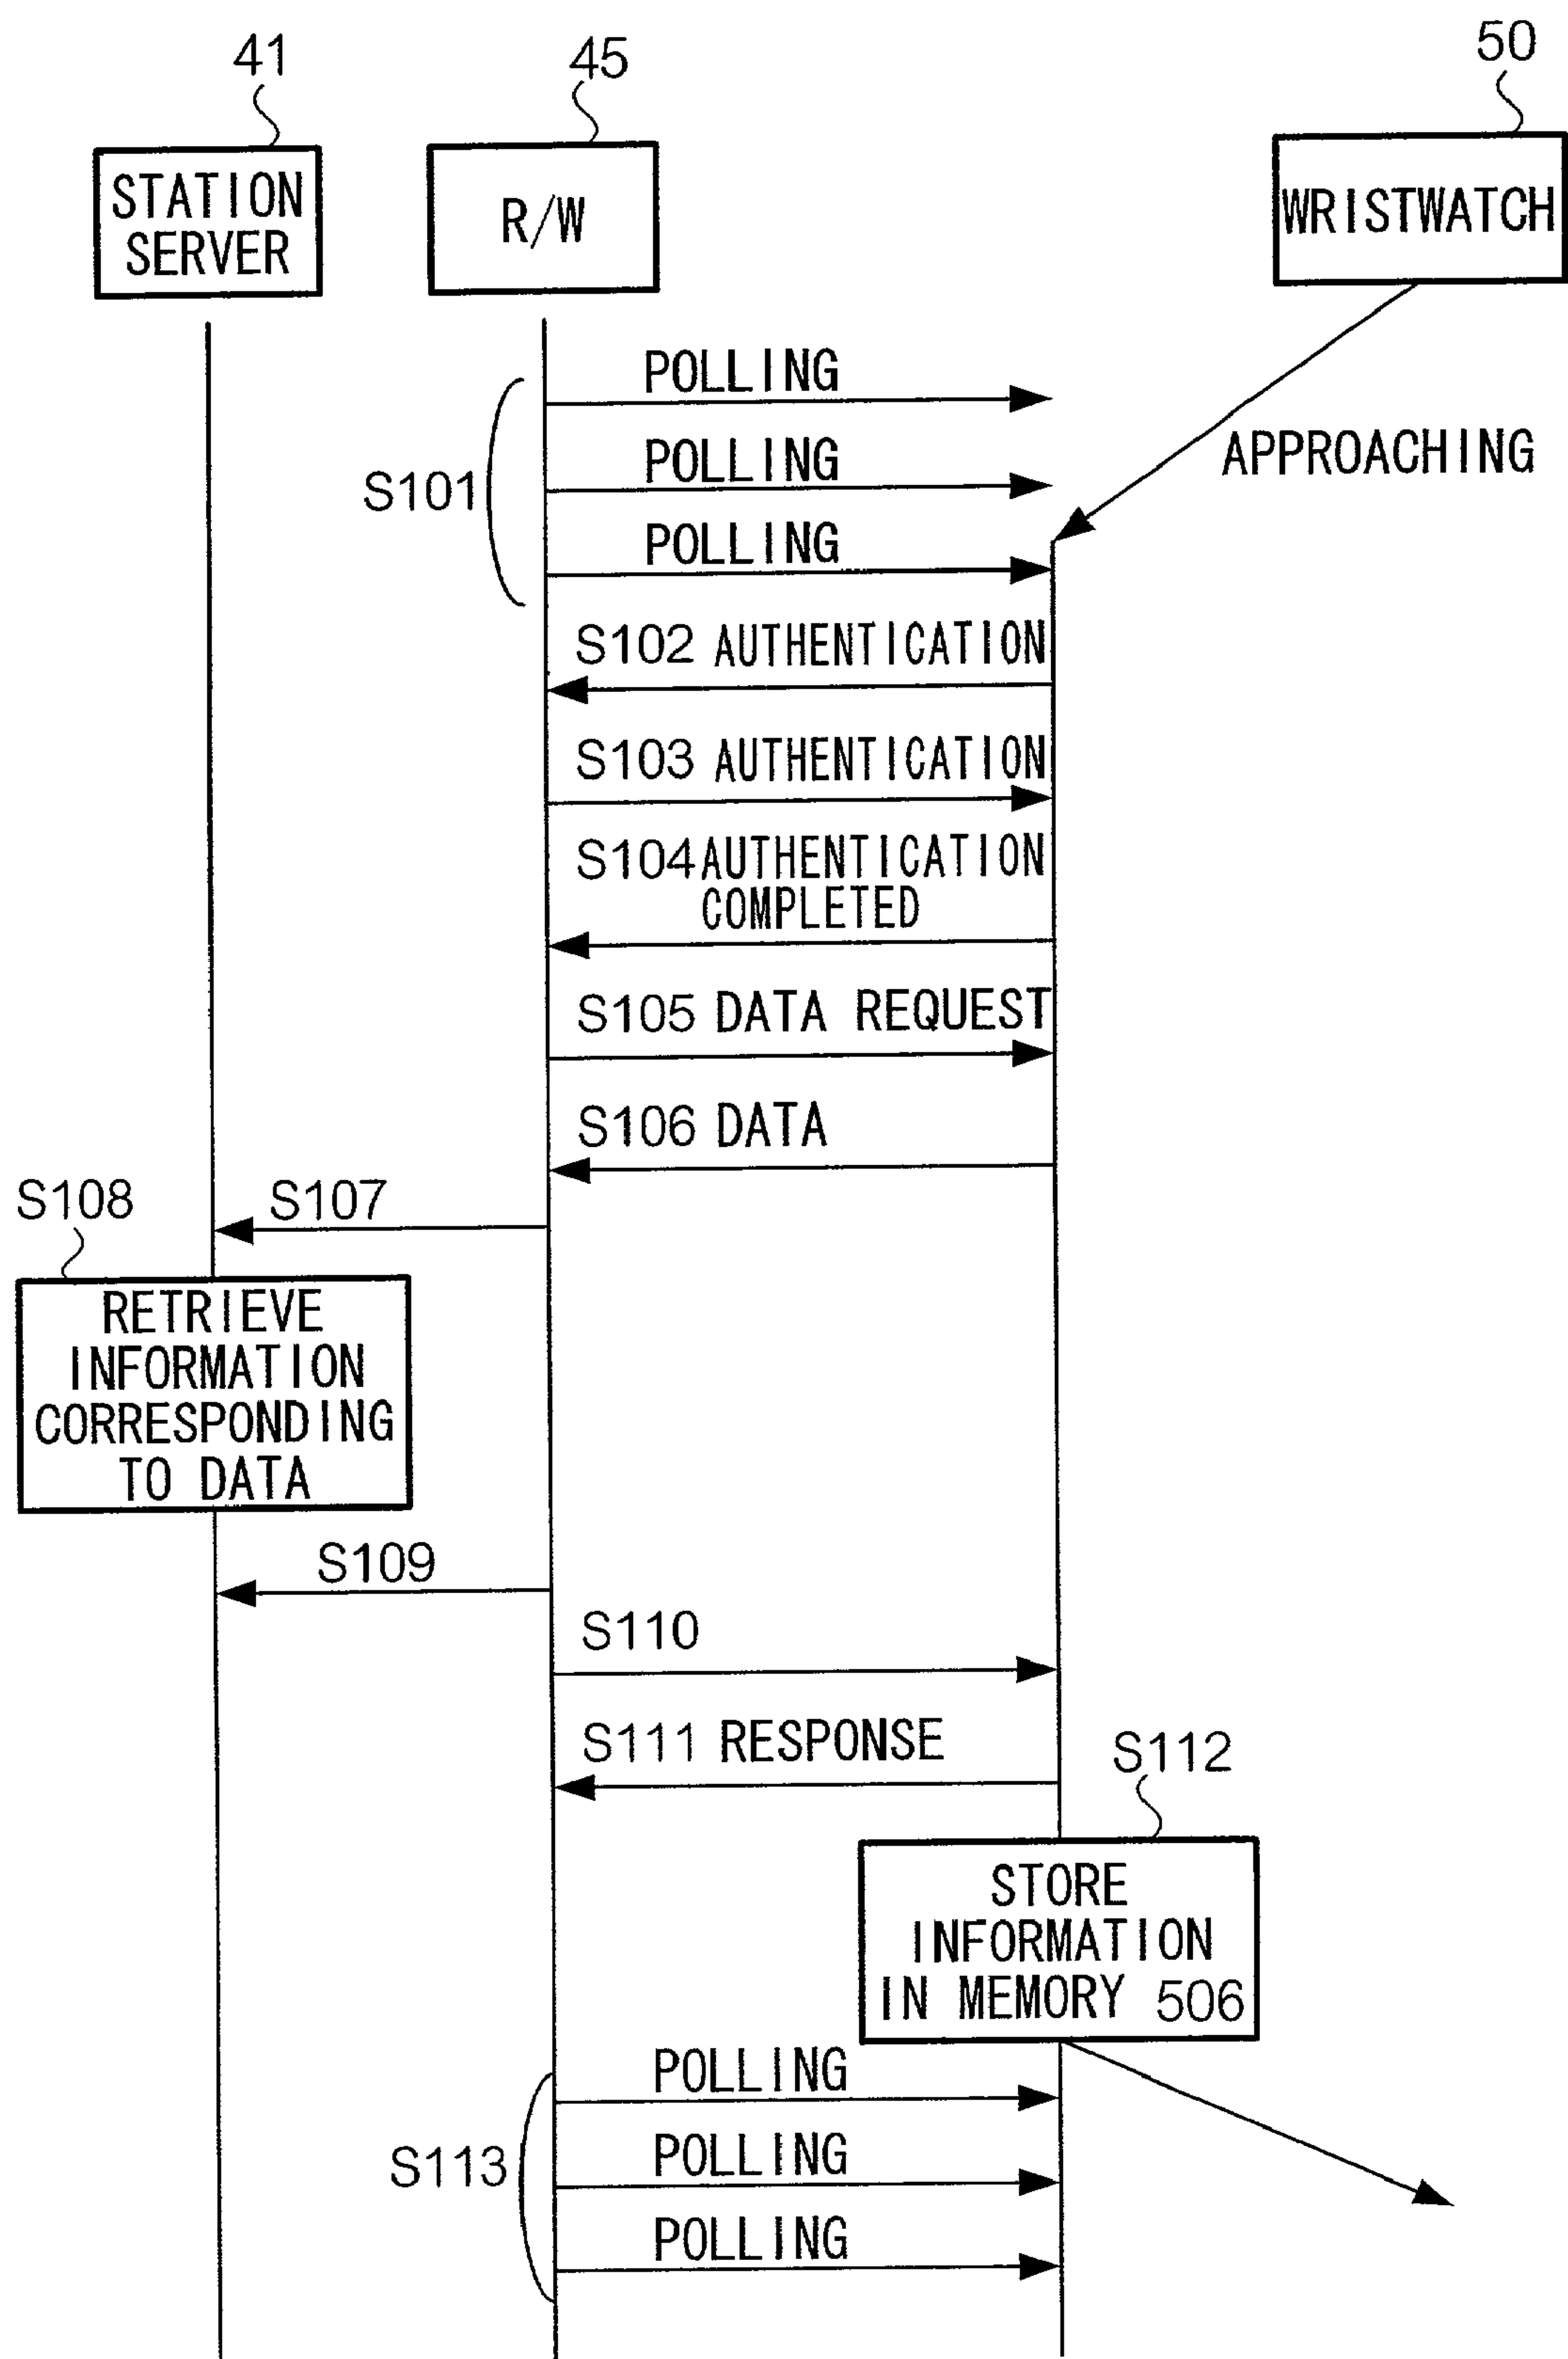 41
45
50
STATION
SERVER
R/W
WRISTWATCH
POLLING
APPROACHING
POLLING
S101
POLLING
S102 AUTHENTICATION
S103 AUTHENTICATION
S104 AUTHENTICATION
COMPLETED
S105 DATA REQUEST
S106 DATA
S108
S107
RETRIEVE
INFORMATION
CORRESPONDING
TO DATA
S109
S110
S111 RESPONSE
S112
STORE
INFORMATION
IN MEMORY 506
POLLING
S113
POLLING
POLLING